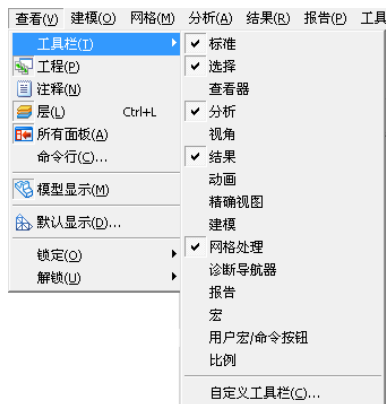 查看(V) 建模(O) 网格(M) 分析(A) 结果(R) 报告(P) 工具
工具栏(T)
工程(P)
注释(N)
层(L) Ctrl+L
所有面板(A)
命令行(C)...
模型显示(M)
默认显示(D)...
锁定(O)
解锁(U)
标准
选择
查看器
分析
视角
结果
动画
精确视图
建模
网格处理
诊断导航器
报告
宏
用户宏/命令按钮
比例
自定义工具栏(C)...